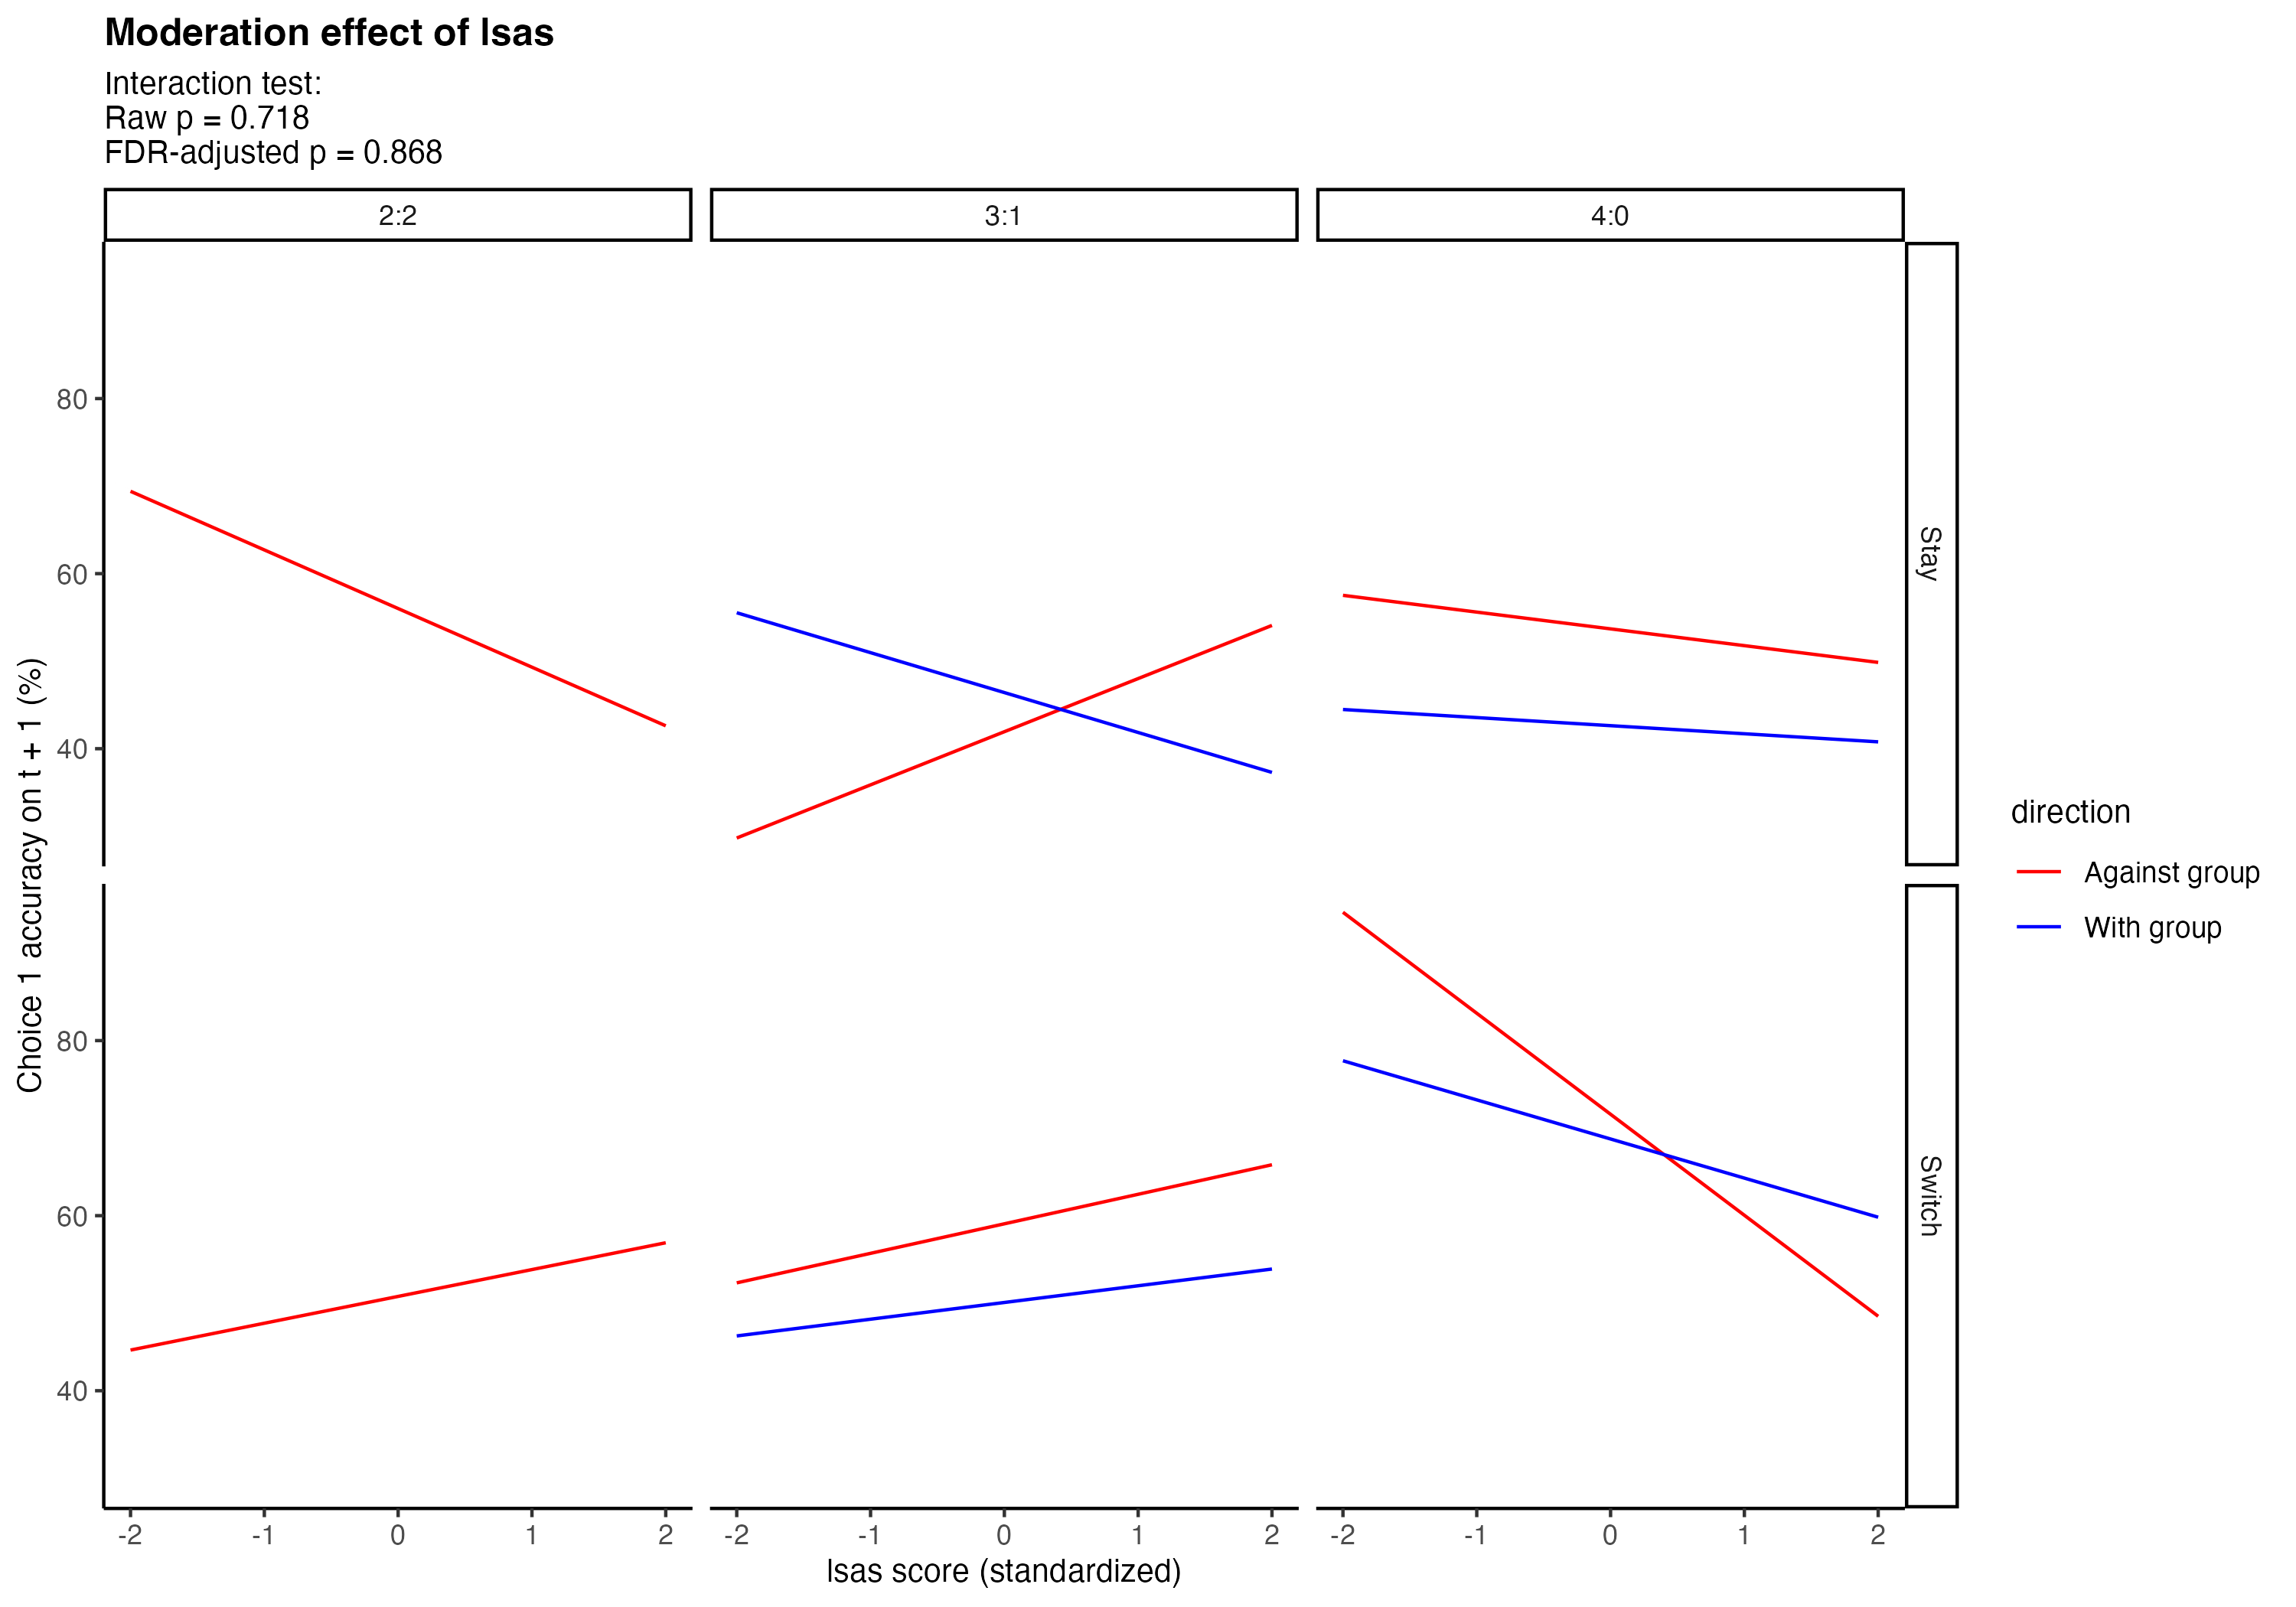 Moderation effect of lsas
Interaction test:
Raw p = 0.718
FDR-adjusted p = 0.868
2:2
3:1
4:0
80
60
40
Stay
80
60
40
Switch
Choice 1 accuracy on t + 1 (%)
-2 -1 0 1 2
-2 -1 0 1 2
-2 -1 0 1 2
lsas score (standardized)
direction
Against group
With group